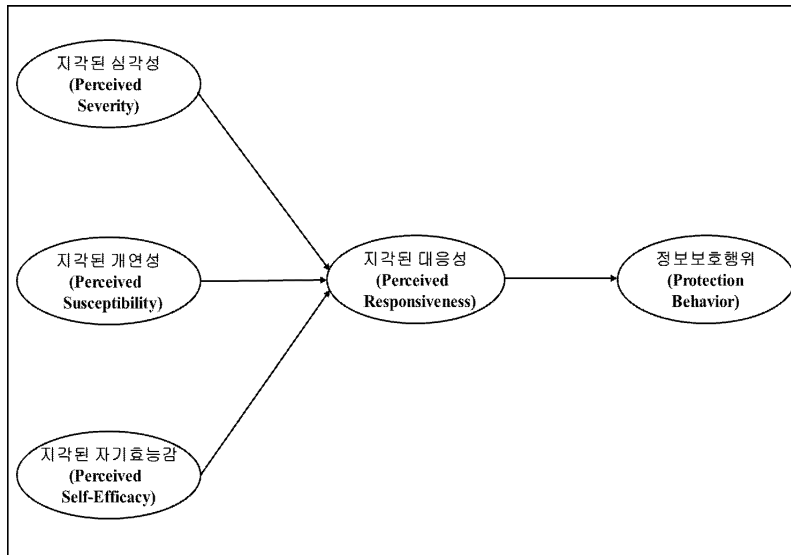 지각된 심각성
(Perceived
Severity)
지각된 개연성
(Perceived
Susceptibility)
지각된 자기효능감
(Perceived
Self-Efficacy)
지각된 대응성
(Perceived
Responsiveness)
정보보호행위
(Protection
Behavior)